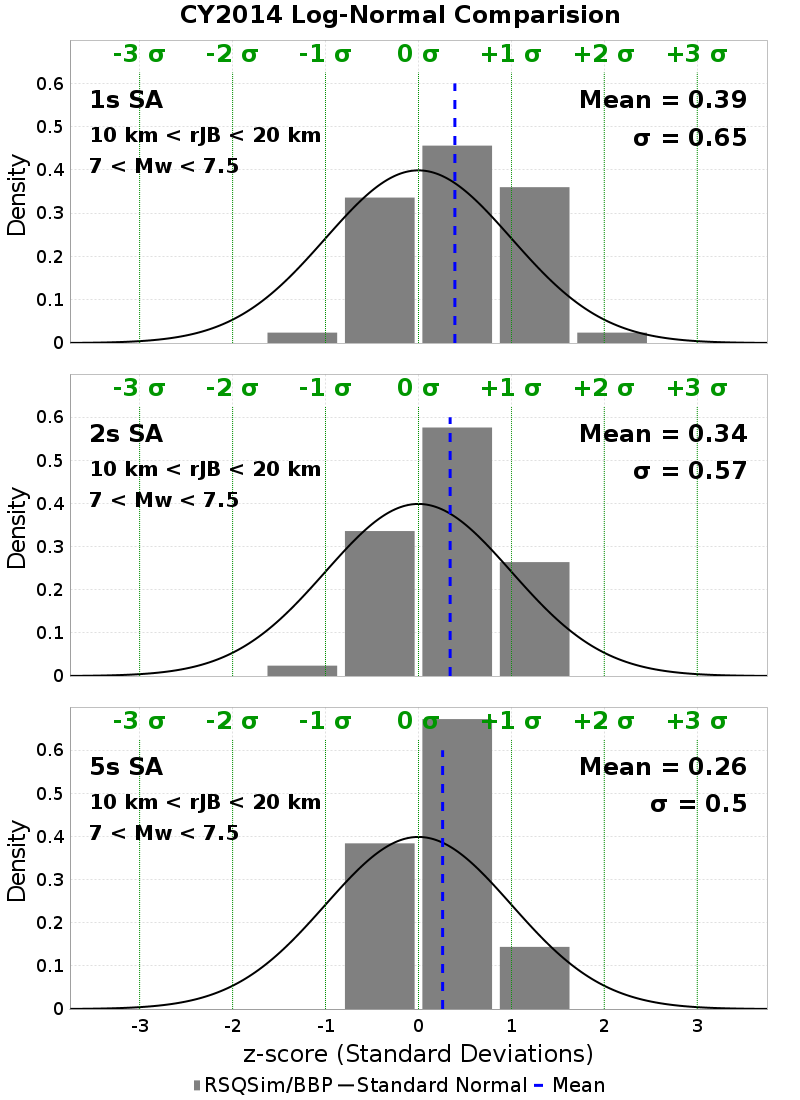 CY2014 Log-Normal Comparision
-3 σ -2 σ -1 σ 0 σ +1 σ +2 σ +3 σ
1s SA
10 km < rJB < 20 km
7 < Mw < 7.5
Mean = 0.39
σ = 0.65
Density
0.6
0.5
0.4
0.3
0.2
0.1
0
-3 σ -2 σ -1 σ 0 σ +1 σ +2 σ +3 σ
2s SA
10 km < rJB < 20 km
7 < Mw < 7.5
Mean = 0.34
σ = 0.57
Density
0.6
0.5
0.4
0.3
0.2
0.1
0
-3 σ -2 σ -1 σ 0 σ +1 σ +2 σ +3 σ
5s SA
10 km < rJB < 20 km
7 < Mw < 7.5
Mean = 0.26
σ = 0.5
Density
0.6
0.5
0.4
0.3
0.2
0.1
0
-3 -2 -1 0 1 2 3
z-score (Standard Deviations)
RSQSim/BBP Standard Normal Mean